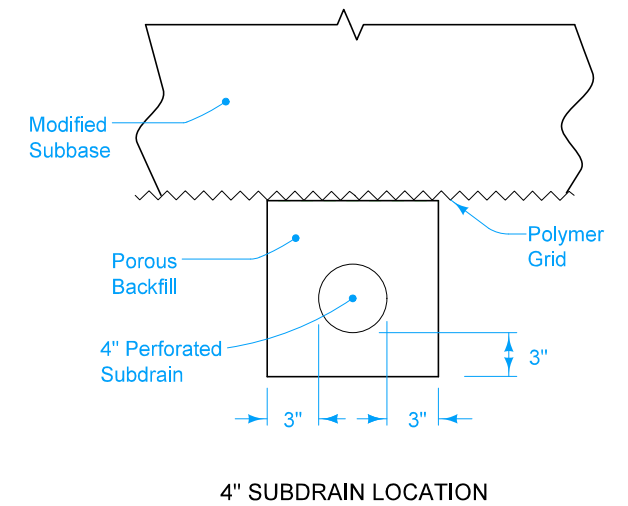 Modified
Subbase
Polymer
Grid
Porous
Backfill
4" Perforated
Subdrain
3"
3"
3"
4" SUBDRAIN LOCATION